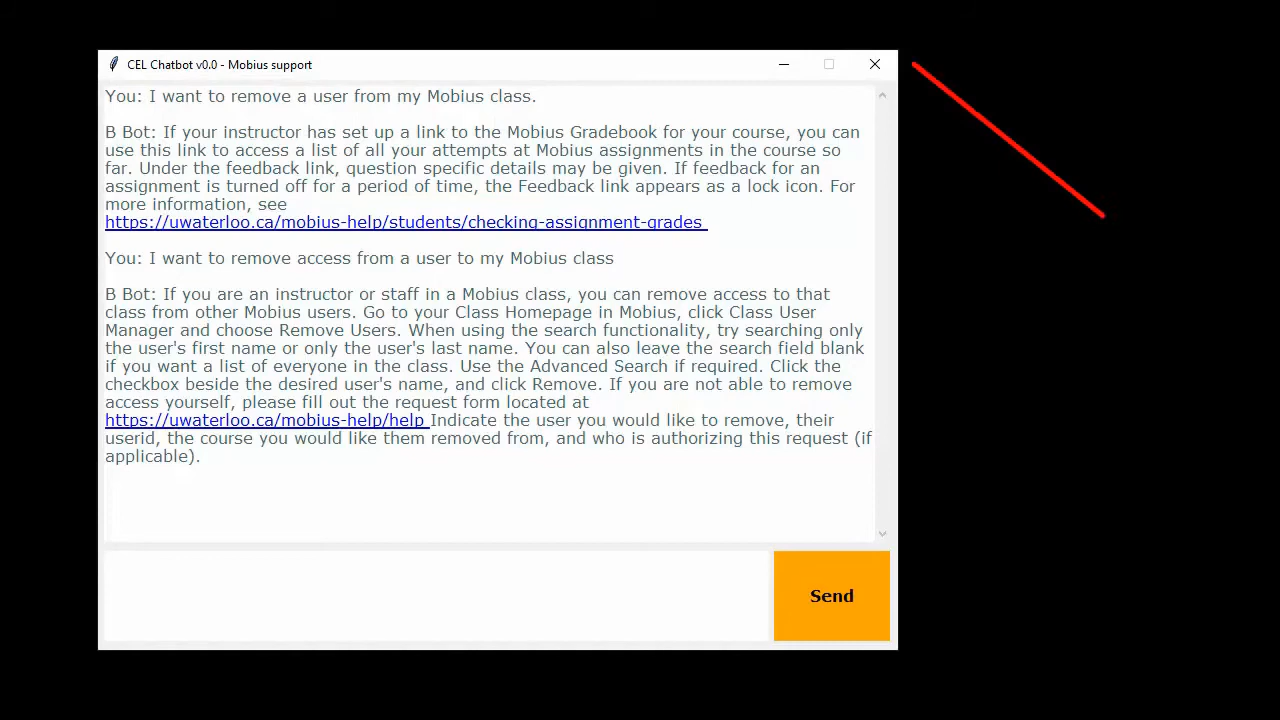 CEL Chatbot v0.0 - Mobius support
You: I want to remove a user from my Mobius class.
B Bot: If your instructor has set up a link to the Mobius Gradebook for your course, you can
use this link to access a list of all your attempts at Mobius assignments in the course so
far. Under the feedback link, question specific details may be given. If feedback for an
assignment is turned off for a period of time, the Feedback link appears as a lock icon. For
more information, see
https://uwaterloo.ca/mobius-help/students/checking-assignment-grades
You: I want to remove access from a user to my Mobius class
B Bot: If you are an instructor or staff in a Mobius class, you can remove access to that
class from other Mobius users. Go to your Class Homepage in Mobius, click Class User
Manager and choose Remove Users. When using the search functionality, try searching only
the user's first name or only the user's last name. You can also leave the search field blank
if you want a list of everyone in the class. Use the Advanced Search if required. Click the
checkbox beside the desired user's name, and click Remove. If you are not able to remove
access yourself, please fill out the request form located at
https://uwaterloo.ca/mobius-help/help Indicate the user you would like to remove, their
userid, the course you would like them removed from, and who is authorizing this request (if
applicable).
Send